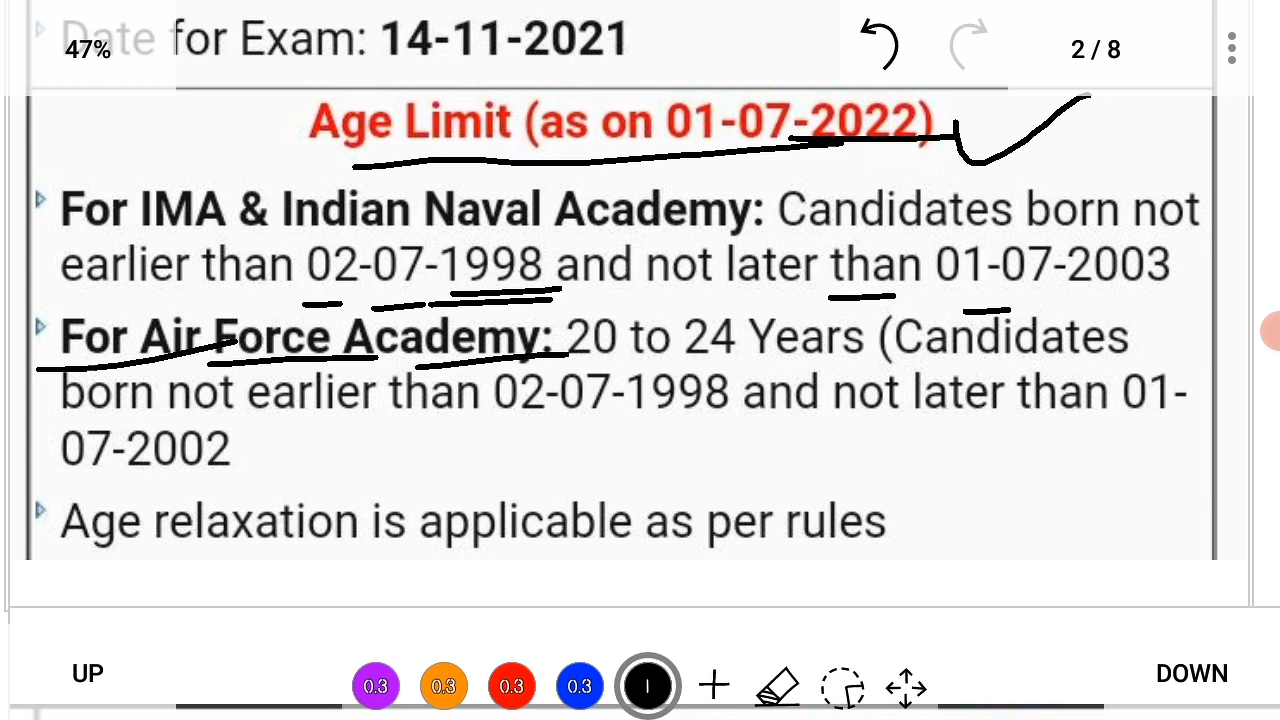 Date for Exam: 14-11-2021
47%
2 / 8
Age Limit (as on 01-07-2022)
For IMA & Indian Naval Academy: Candidates born not
earlier than 02-07-1998 and not later than 01-07-2003
For Air Force Academy: 20 to 24 Years (Candidates
born not earlier than 02-07-1998 and not later than 01-
07-2002
Age relaxation is applicable as per rules
UP
0.3 0.3 0.3 0.3
DOWN